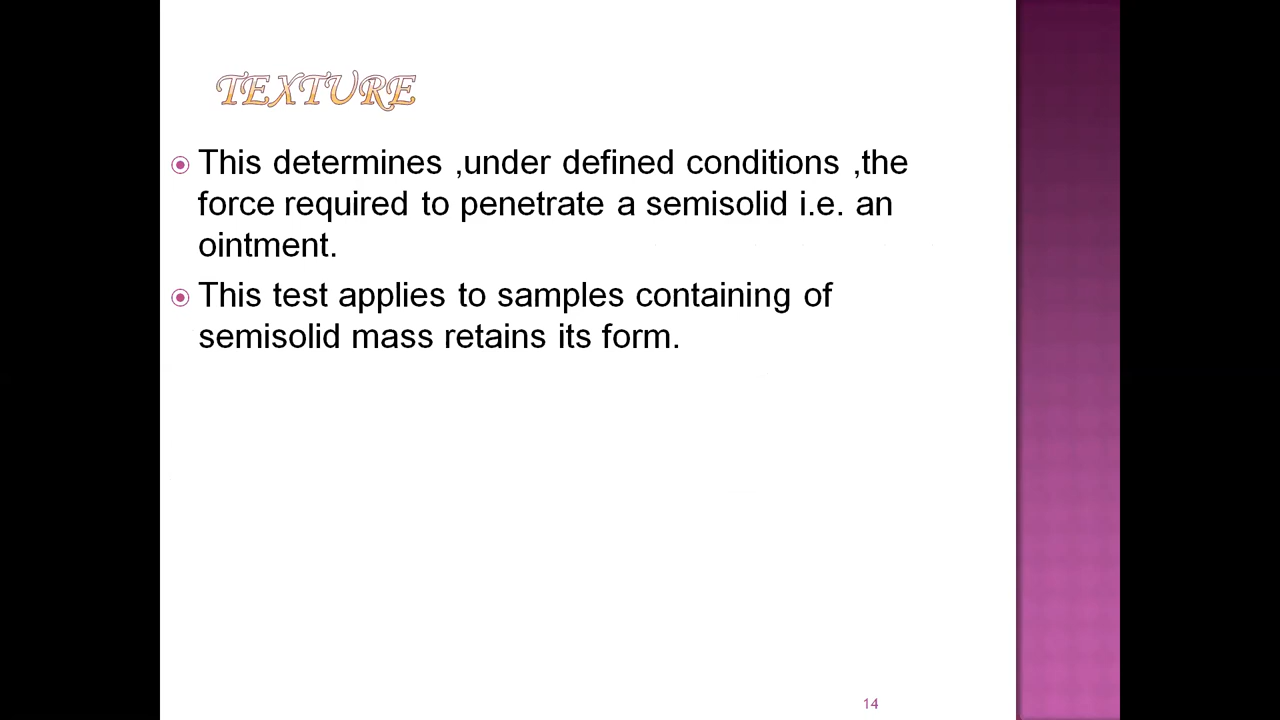 TEXTURE
This determines ,under defined conditions ,the
force required to penetrate a semisolid i.e. an
ointment.
This test applies to samples containing of
semisolid mass retains its form.
14